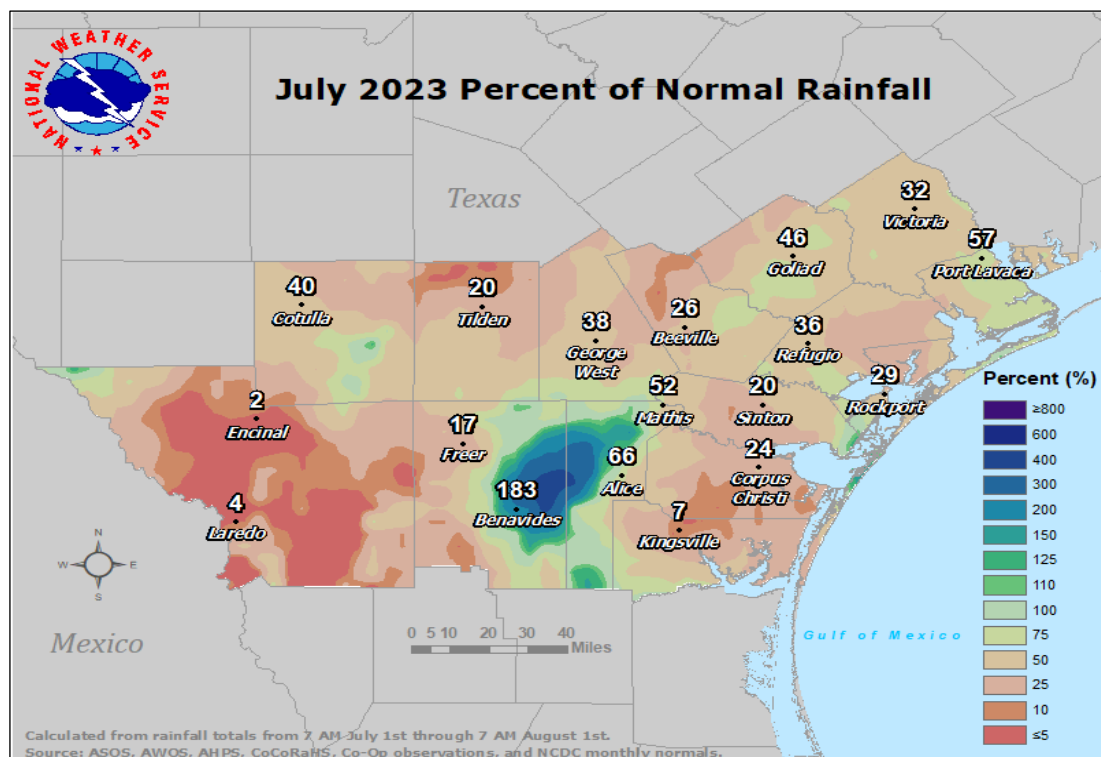 NATIONAL WEATHER SERVICE
July 2023 Percent of Normal Rainfall
Texas
32
Victoria
46
Goliad
57
Port Lavaca
40
Cotulla
20
Tilden
38
George
West
26
Beeville
36
Refugio
29
Rockport
2
Encinal
17
Freer
52
Mathis
20
Sinton
66
Alice
24
Corpus
Christi
183
Benavides
4
Laredo
7
Kingsville
Percent (%)
≥800
600
400
300
200
150
125
110
100
75
50
25
10
≤5
N
W E
S
Mexico
0 5 10 20 30 40
Miles
Gulf of Mexico
Calculated from rainfall totals from 7 AM July 1st through 7 AM August 1st.
Source: ASOS, AWOS, AHPS, CoCoRaHS, Co-Op observations, and NCDC monthly normals.